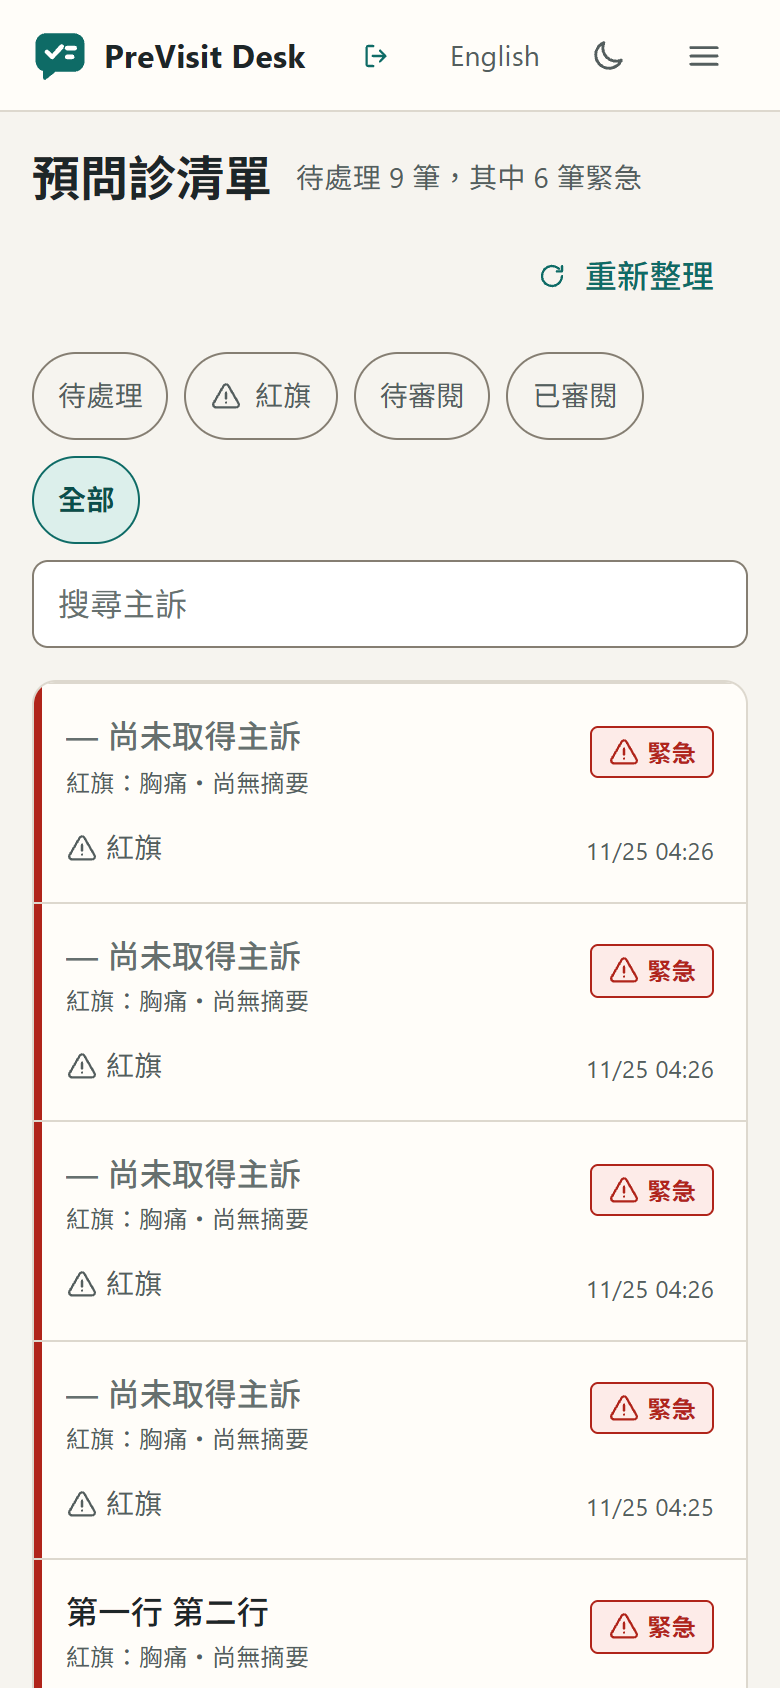 PreVisit Desk English
預問診清單 待處理 9 筆，其中 6 筆緊急
重新整理
待處理 紅旗 待審閱 已審閱
全部
搜尋主訴
— 尚未取得主訴 緊急
紅旗：胸痛・尚無摘要
紅旗 11/25 04:26
— 尚未取得主訴 緊急
紅旗：胸痛・尚無摘要
紅旗 11/25 04:26
— 尚未取得主訴 緊急
紅旗：胸痛・尚無摘要
紅旗 11/25 04:26
— 尚未取得主訴 緊急
紅旗：胸痛・尚無摘要
紅旗 11/25 04:25
第一行 第二行 緊急
紅旗：胸痛・尚無摘要